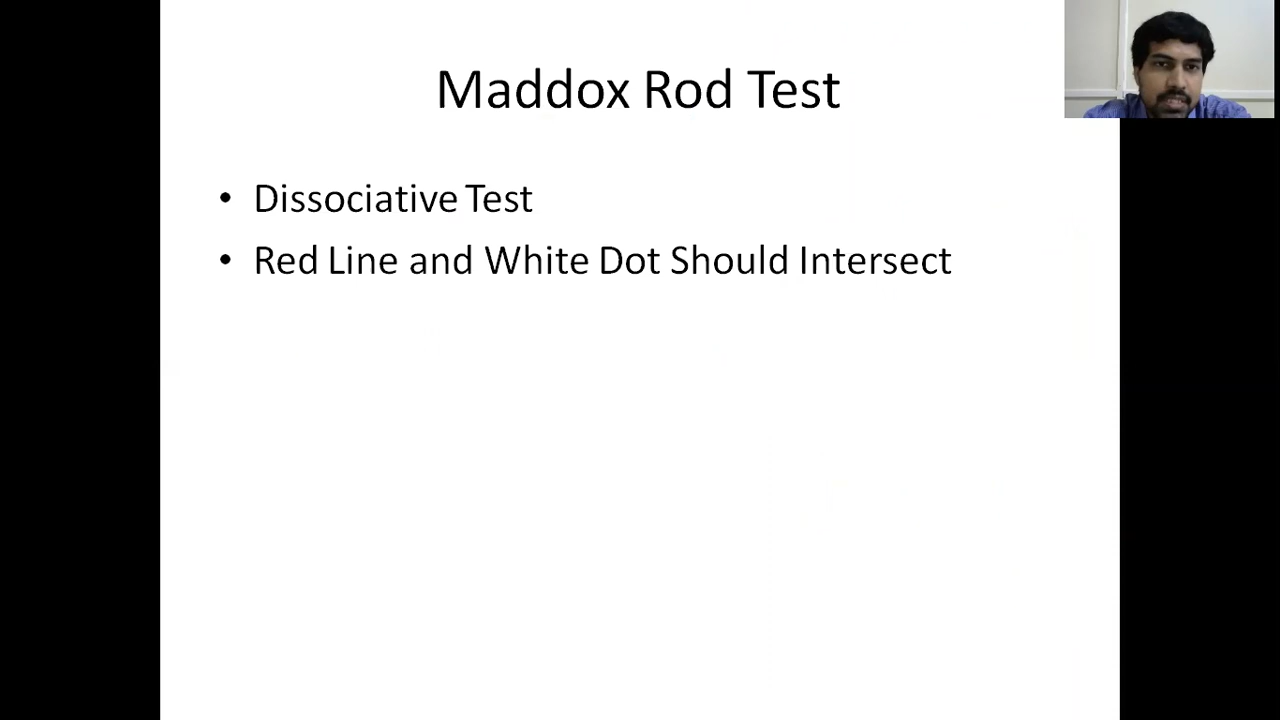 Maddox Rod Test
• Dissociative Test
• Red Line and White Dot Should Intersect